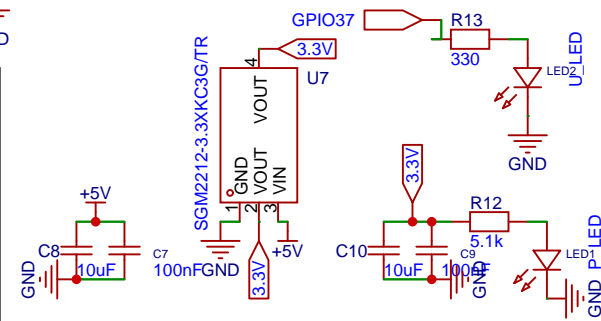 GPIO37
R13
330
LED2
U_LED
GND
3.3V
4
U7
SGM2212-3.3XKC3G/TR
VOUT
GND
VOUT
VIN
1
2
3
GND
3.3V
+5V
+5V
C8
10uF
C7
100nF
GND
3.3V
R12
5.1k
C10
10uF
C9
100nF
GND
LED1
P_LED
GND